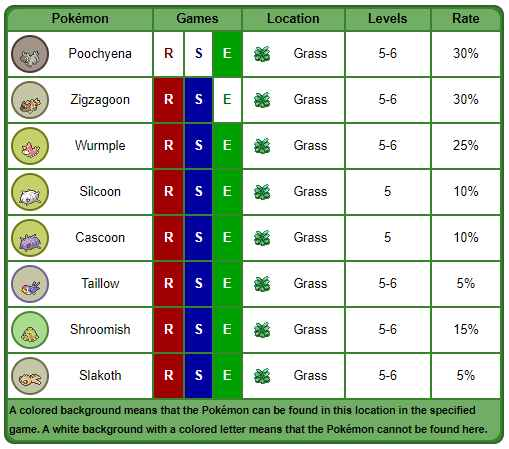 Pokémon Games Location Levels Rate
Poochyena R S E Grass 5-6 30%
Zigzagoon R S E Grass 5-6 30%
Wurmple R S E Grass 5-6 25%
Silcoon R S E Grass 5 10%
Cascoon R S E Grass 5 10%
Taillow R S E Grass 5-6 5%
Shroomish R S E Grass 5-6 15%
Slakoth R S E Grass 5-6 5%
A colored background means that the Pokémon can be found in this location in the specified
game. A white background with a colored letter means that the Pokémon cannot be found here.